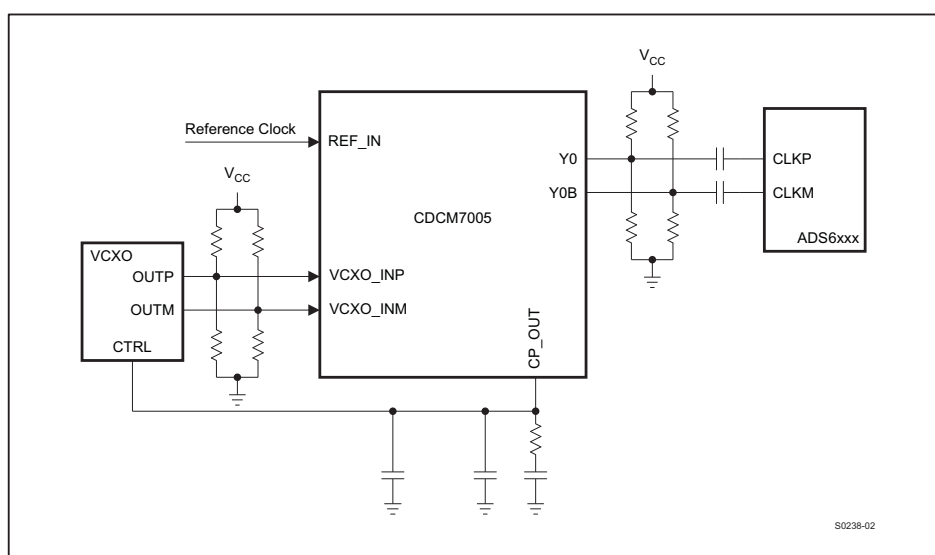 V_CC
Reference Clock
REF_IN
Y0
CLKP
V_CC
Y0B
CLKM
CDCM7005
ADS6xxx
VCXO
OUTP
VCXO_INP
OUTM
VCXO_INM
CTRL
CP_OUT
S0238-02